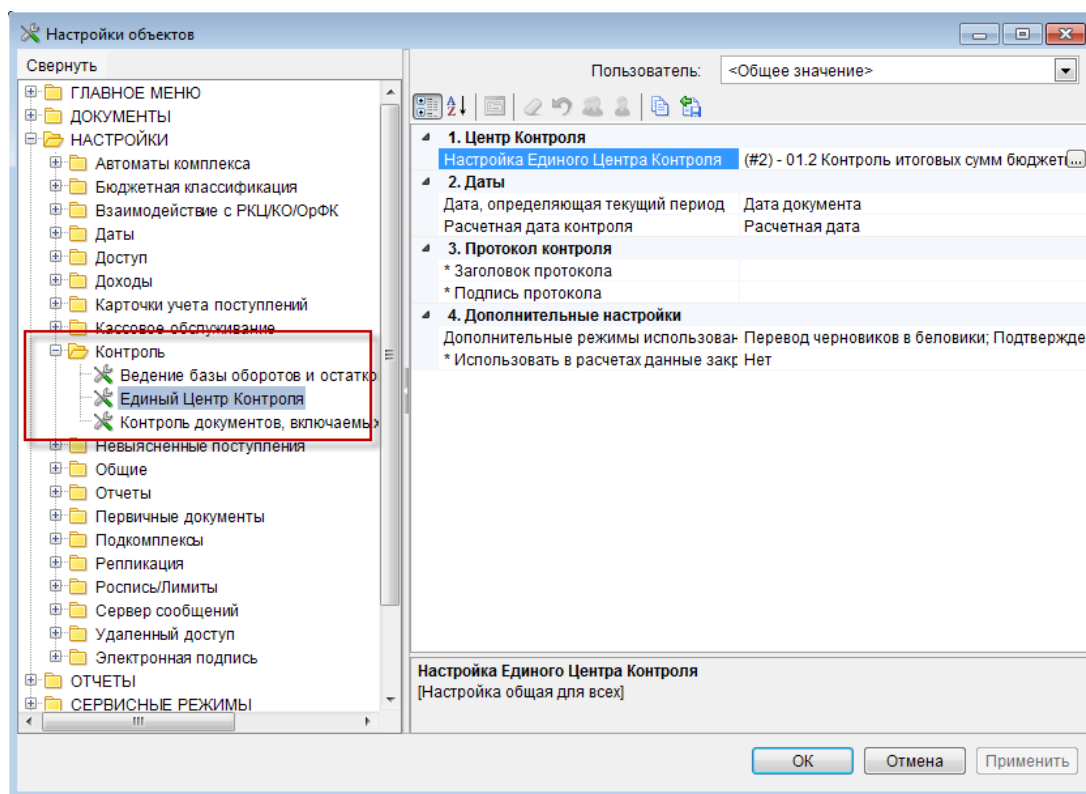 Настройки объектов
Свернуть
ГЛАВНОЕ МЕНЮ
ДОКУМЕНТЫ
НАСТРОЙКИ
Автоматы комплекса
Бюджетная классификация
Взаимодействие с РКЦ/КО/ОрФК
Даты
Доступ
Доходы
Карточки учета поступлений
Кассовое обслуживание
Контроль
Ведение базы оборотов и остатко
Единый Центр Контроля
Контроль документов, включаемых
Невыясненные поступления
Общие
Отчеты
Первичные документы
Подкомплексы
Репликация
Роспись/Лимиты
Сервер сообщений
Удаленный доступ
Электронная подпись
ОТЧЕТЫ
СЕРВИСНЫЕ РЕЖИМЫ
Пользователь: <Общее значение>
1. Центр Контроля
Настройка Единого Центра Контроля (#2) - 01.2 Контроль итоговых сумм бюджеты...
2. Даты
Дата, определяющая текущий период Дата документа
Расчетная дата контроля Расчетная дата
3. Протокол контроля
* Заголовок протокола
* Подпись протокола
4. Дополнительные настройки
Дополнительные режимы использован Перевод черновиков в беловики; Подтвержде
* Использовать в расчетах данные закр Нет
Настройка Единого Центра Контроля
[Настройка общая для всех]
ОК Отмена Применить